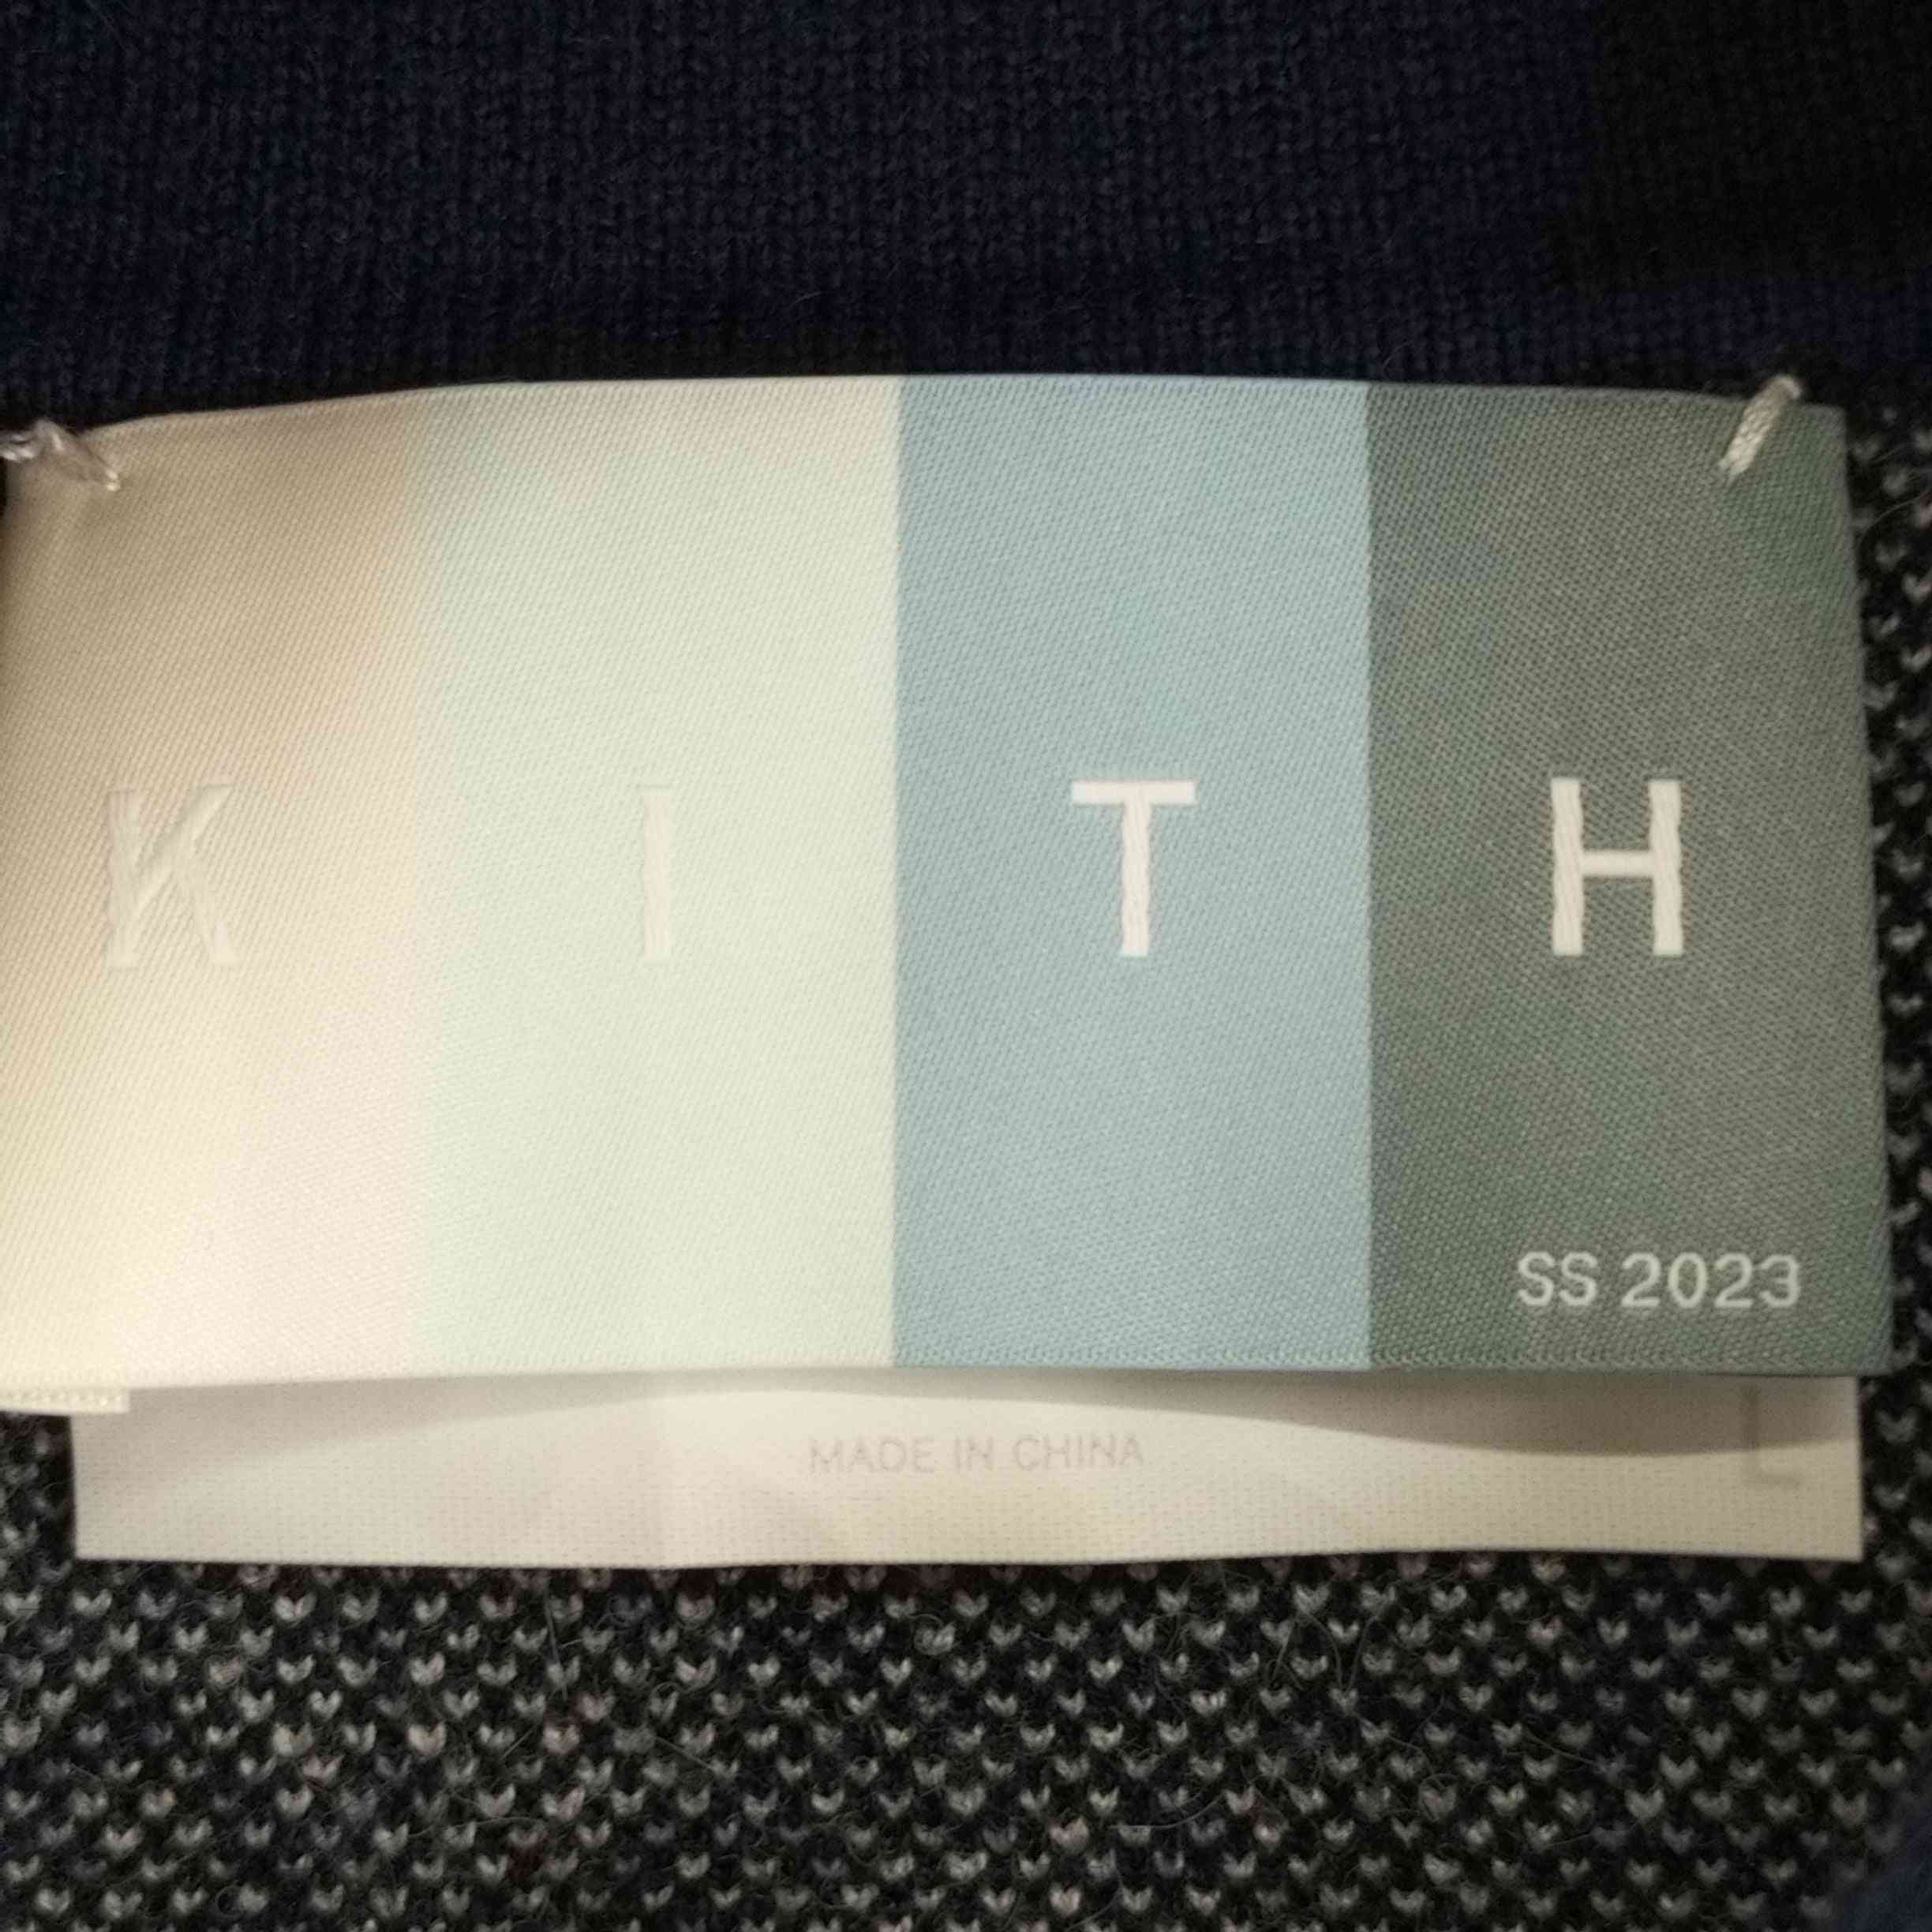 K I T H
SS 2023
MADE IN CHINA
L